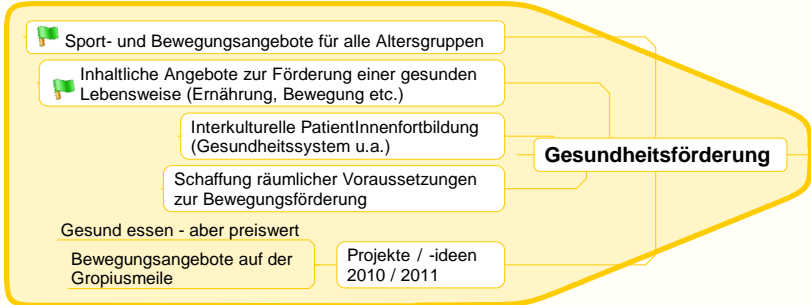 Sport- und Bewegungsangebote für alle Altersgruppen
Inhaltliche Angebote zur Förderung einer gesunden
Lebensweise (Ernährung, Bewegung etc.)
Interkulturelle PatientInnenfortbildung
(Gesundheitssystem u.a.)
Gesundheitsförderung
Schaffung räumlicher Voraussetzungen
zur Bewegungsförderung
Gesund essen - aber preiswert
Bewegungsangebote auf der
Gropiusmeile
Projekte / -ideen
2010 / 2011